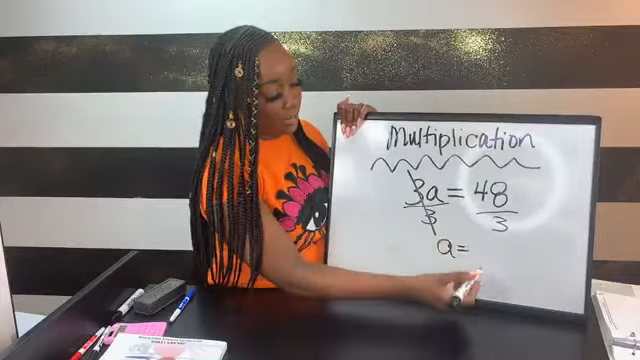 Multiplication
3a = 48
3 3
a =